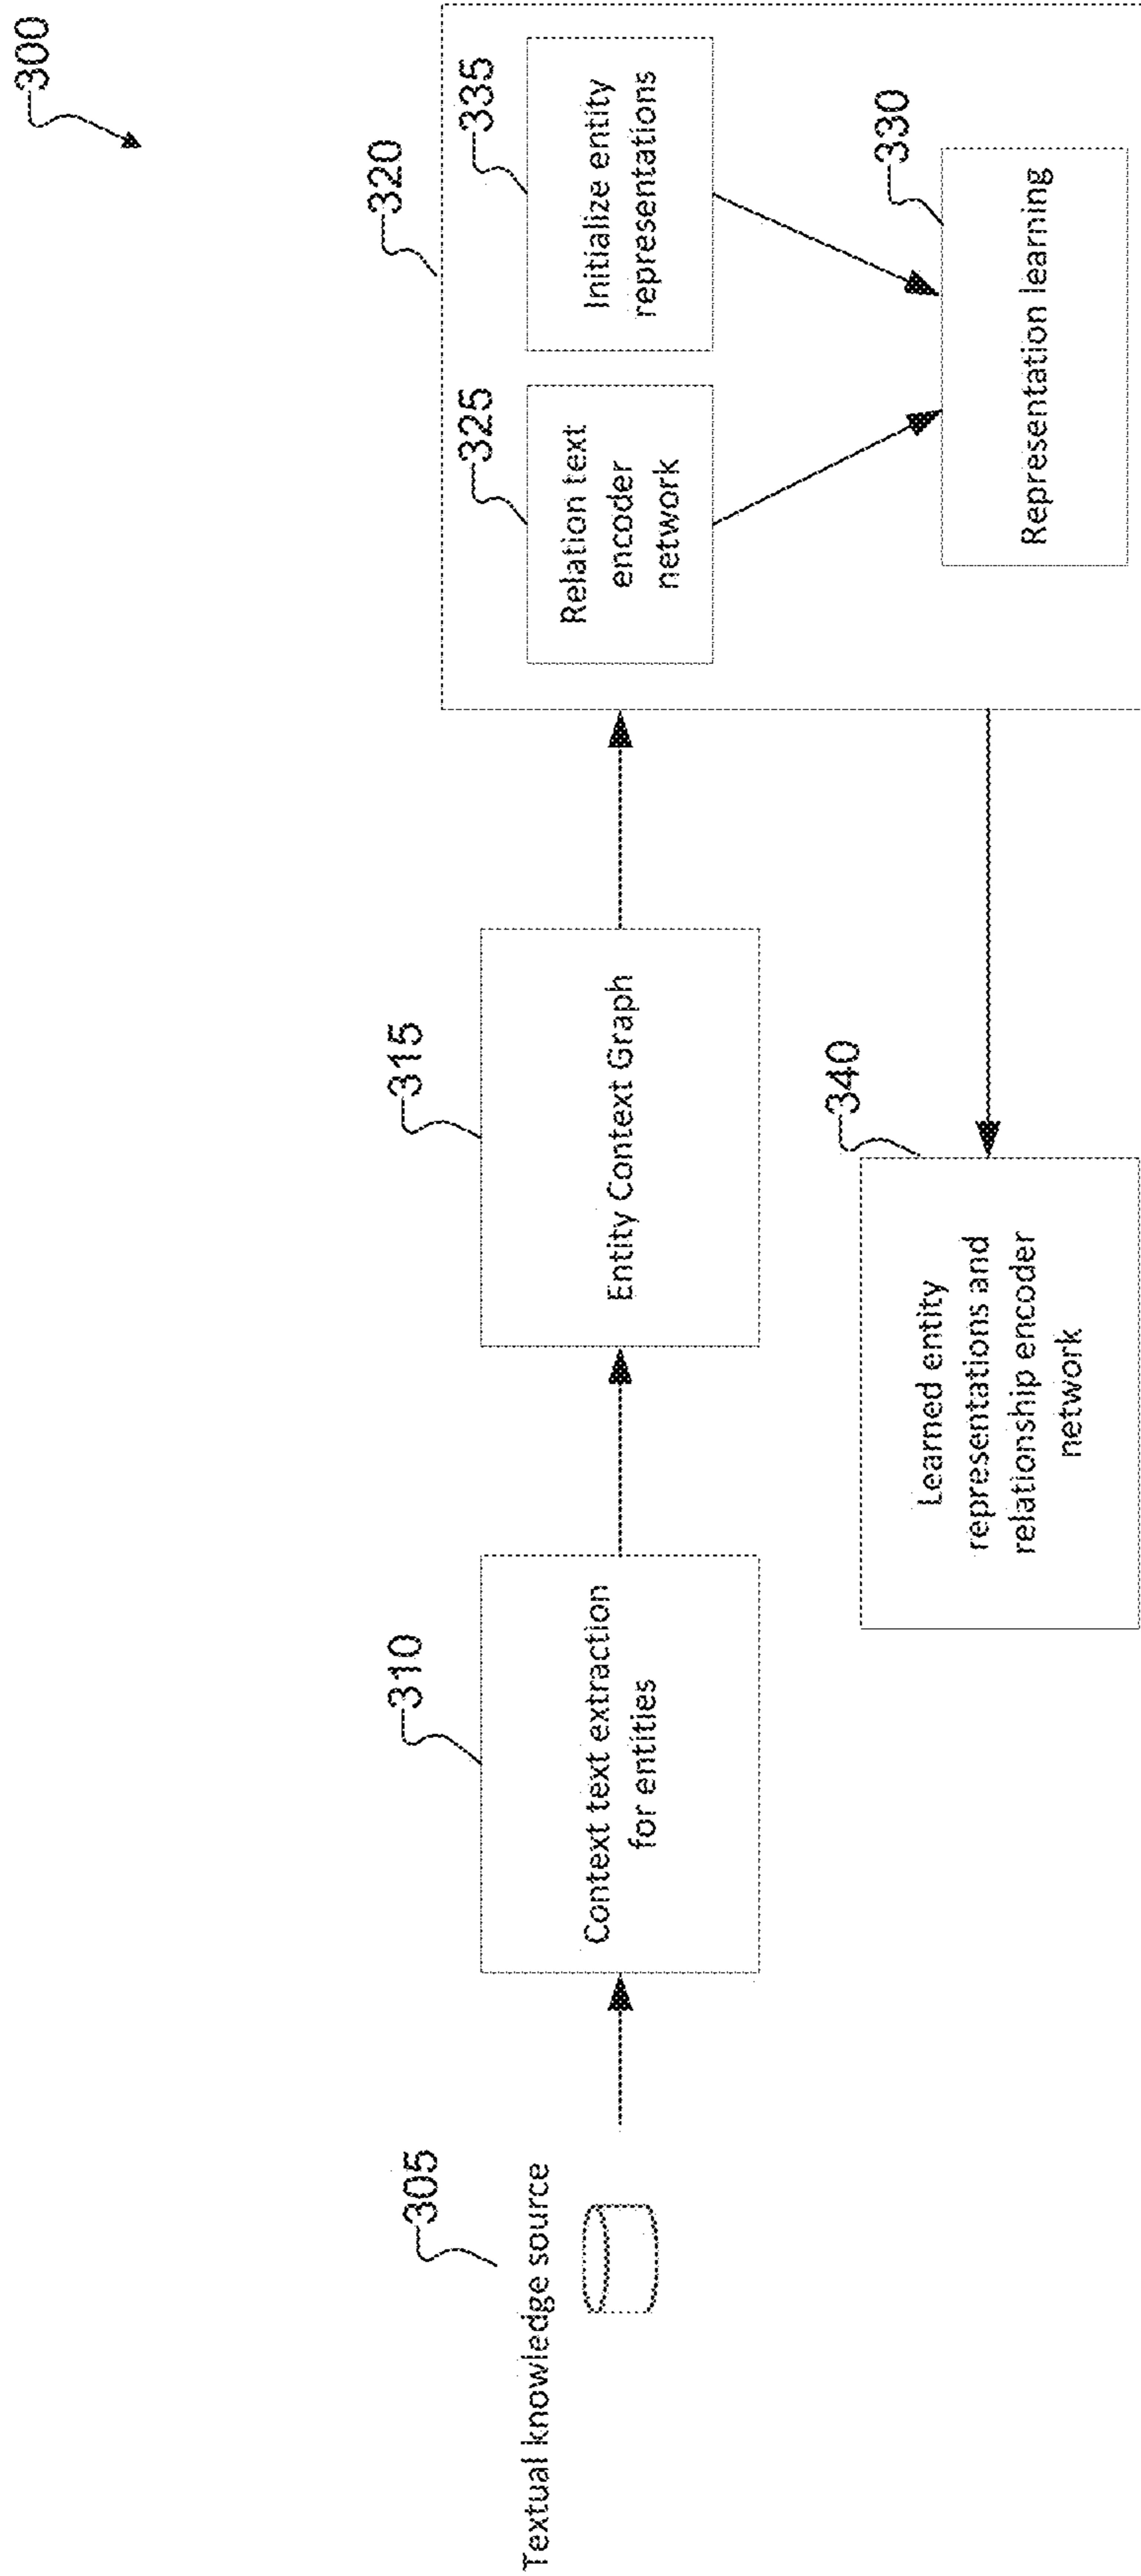 300
Textual knowledge source
305
310
Context text extraction
for entities
315
Entity Context Graph
320
325
Relation text
encoder
network
335
Initialize entity
representations
330
Representation learning
340
Learned entity
representations and
relationship encoder
network